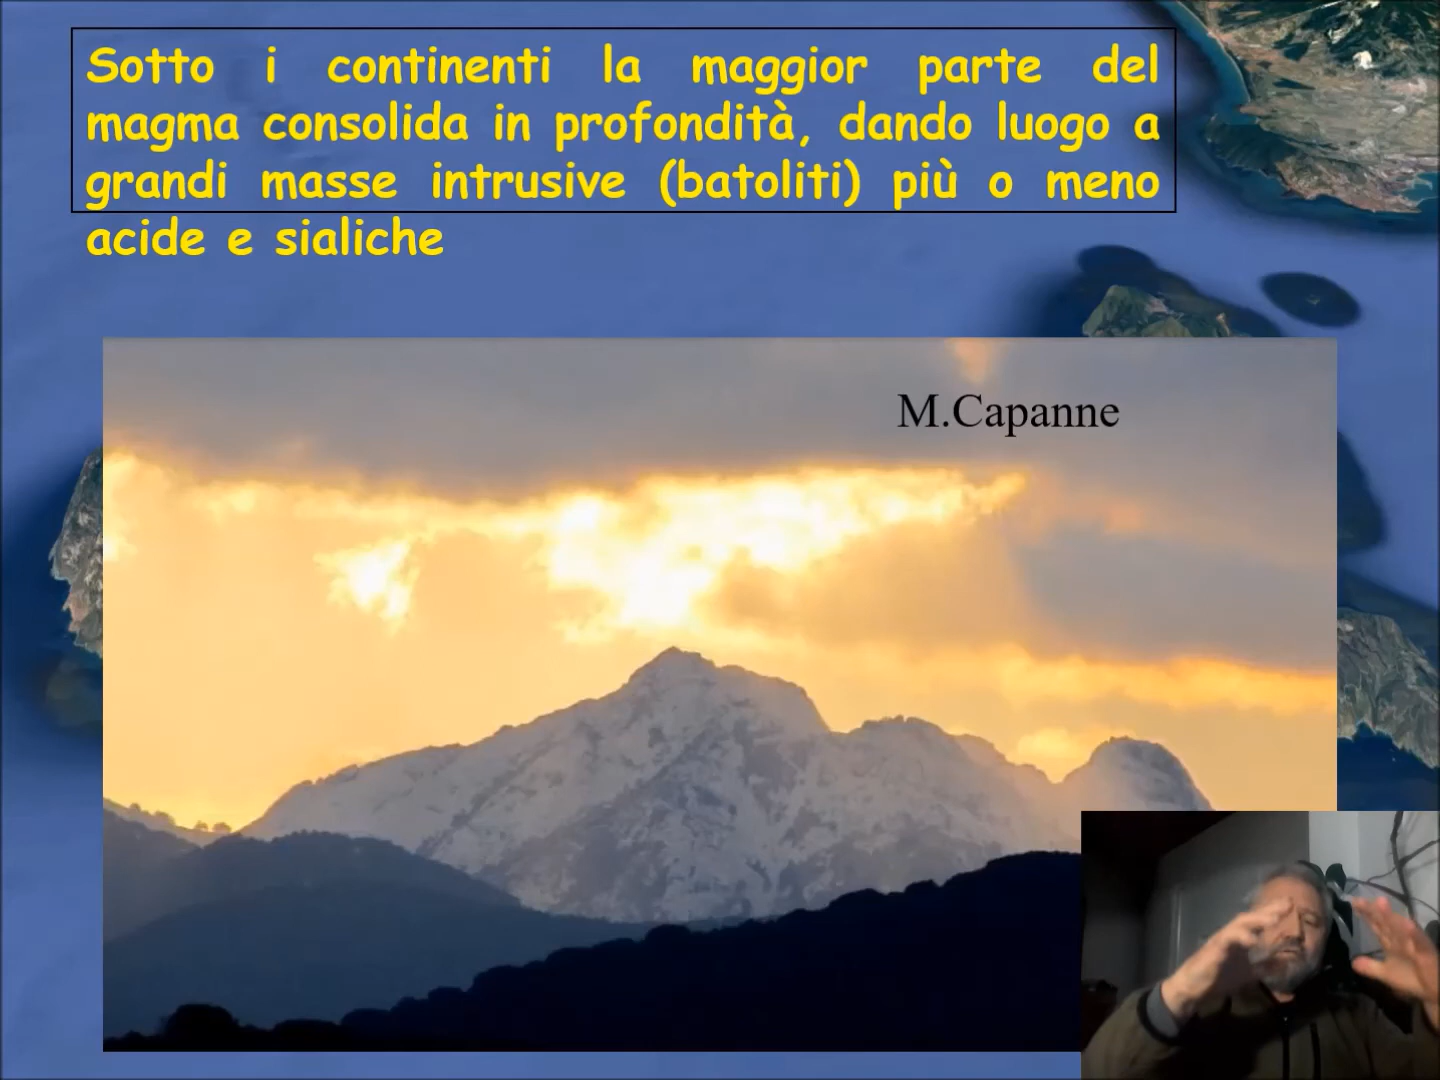 Sotto i continenti la maggior parte del
magma consolida in profondità, dando luogo a
grandi masse intrusive (batoliti) più o meno
acide e sialiche
M.Capanne